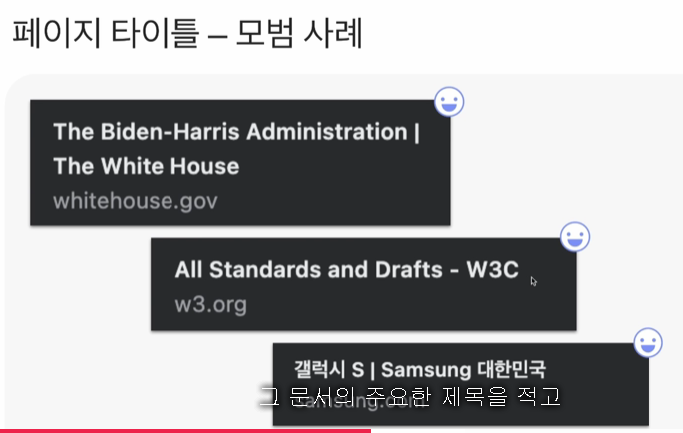 페이지 타이틀 – 모범 사례
The Biden-Harris Administration |
The White House
whitehouse.gov
All Standards and Drafts - W3C
w3.org
갤럭시 S | Samsung 대한민국
samsung.com
그 문서의 주요한 제목을 적고